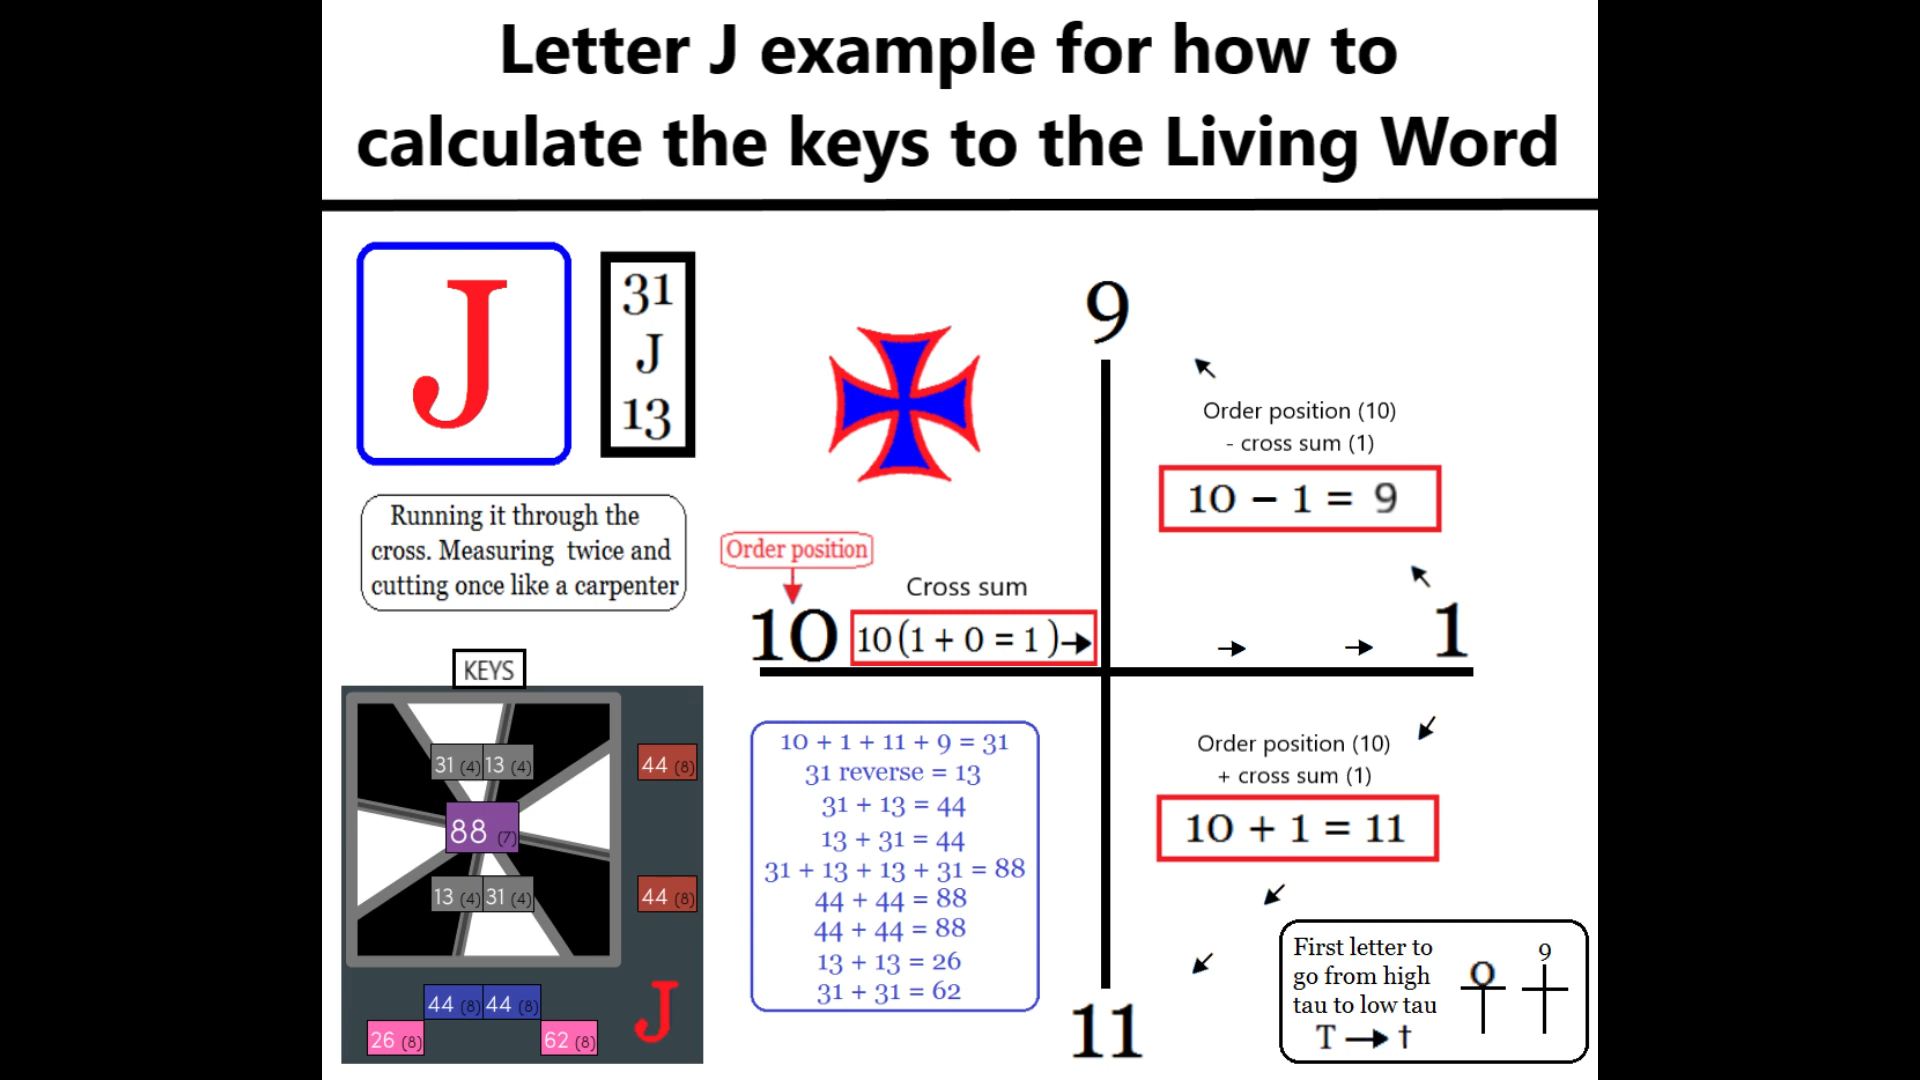 Letter J example for how to
calculate the keys to the Living Word
J
31
J
13
Running it through the
cross. Measuring twice and
cutting once like a carpenter
9
Order position (10)
- cross sum (1)
10 – 1 = 9
Order position
Cross sum
10
10(1 + 0 = 1)
1
KEYS
31 (4) 13 (4)
44 (8)
88 (7)
13 (4) 31 (4)
44 (8)
44 (8) 44 (8)
26 (8)
62 (8)
J
10 + 1 + 11 + 9 = 31
31 reverse = 13
31 + 13 = 44
13 + 31 = 44
31 + 13 + 13 + 31 = 88
44 + 44 = 88
44 + 44 = 88
13 + 13 = 26
31 + 31 = 62
Order position (10)
+ cross sum (1)
10 + 1 = 11
11
First letter to
go from high
tau to low tau
T → †
O
9